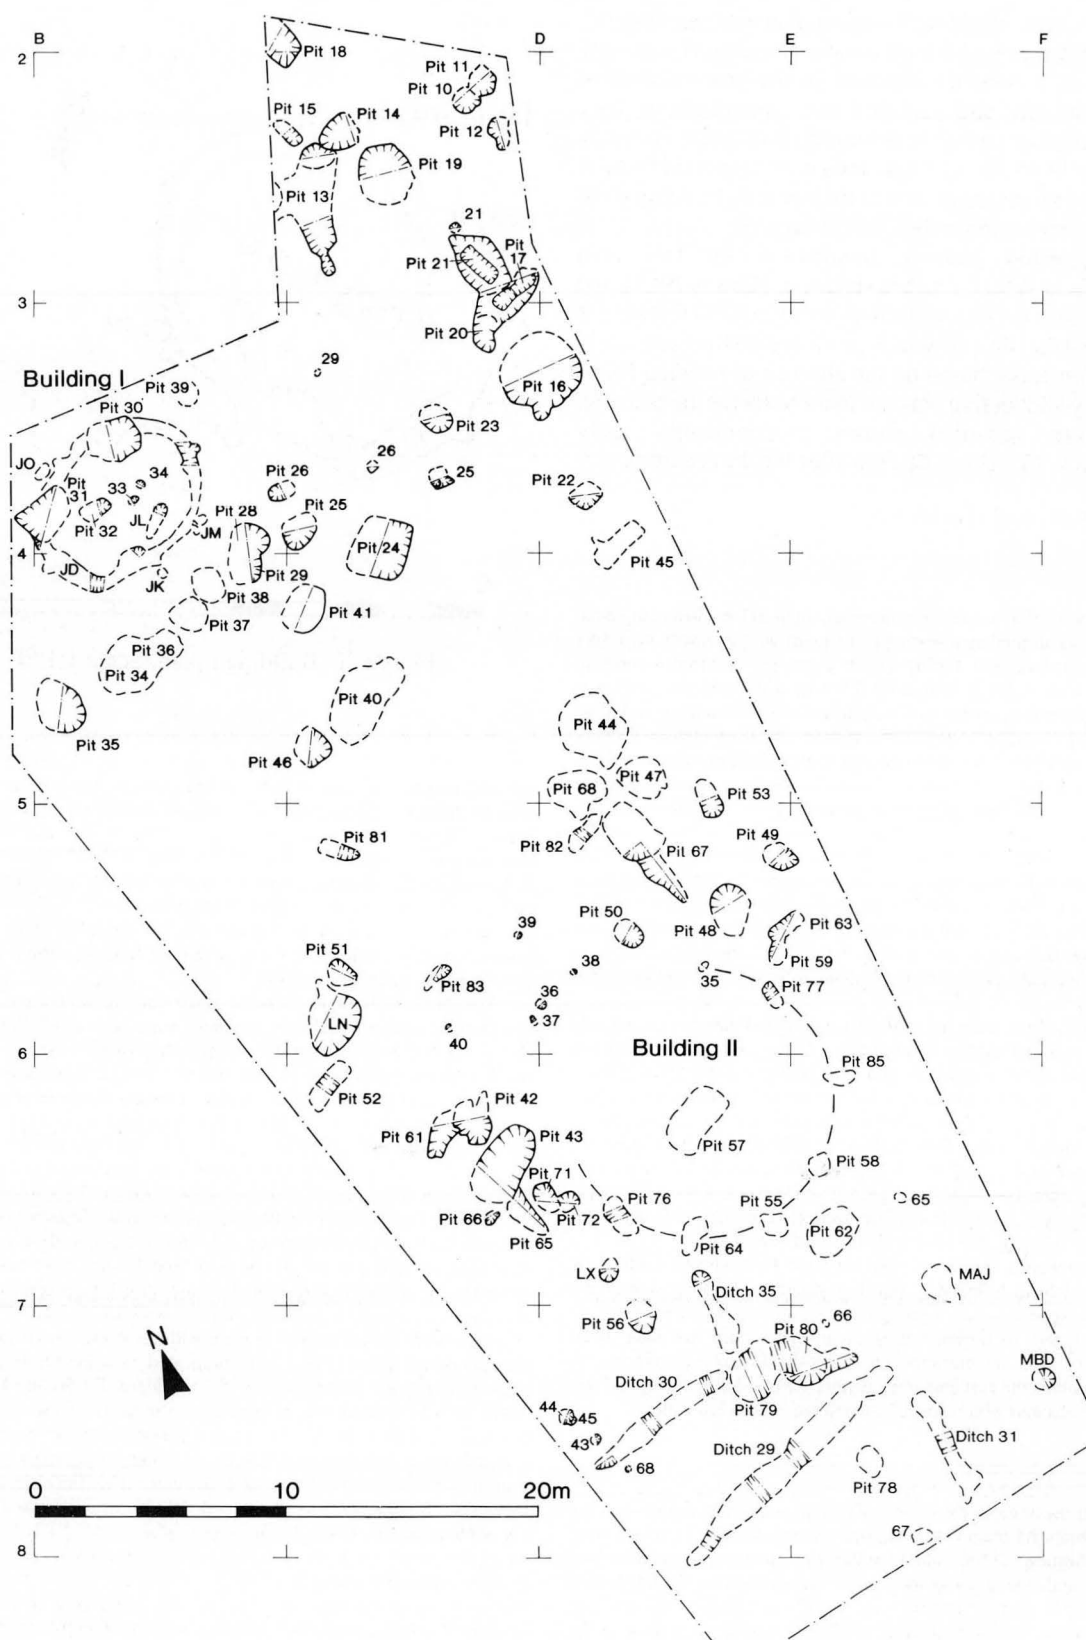 B
D
E
F
2
Pit 18
Pit 11
Pit 10
Pit 15
Pit 14
Pit 12
Pit 19
Pit 13
21
Pit 21
Pit
17
3
Pit 20
29
Pit 16
Building I
Pit 39
Pit 30
Pit 23
JO
34
26
Pit
31
33
Pit 26
25
Pit 22
Pit 32
JL
Pit 28
Pit 25
JM
4
JD
JK
Pit 29
Pit 24
Pit 45
Pit 38
Pit 41
Pit 37
Pit 36
Pit 34
Pit 40
Pit 35
Pit 46
Pit 44
Pit 47
Pit 68
Pit 53
5
Pit 81
Pit 82
Pit 67
Pit 49
39
Pit 50
Pit 48
Pit 63
Pit 51
38
35
Pit 59
Pit 83
36
Pit 77
LN
37
40
6
Building II
Pit 85
Pit 52
Pit 42
Pit 61
Pit 43
Pit 57
Pit 58
Pit 71
65
Pit 66
Pit 72
Pit 76
Pit 55
Pit 62
Pit 65
Pit 64
LX
Ditch 35
MAJ
7
Pit 56
Pit 80
66
N
MBD
Ditch 30
Pit 79
44
45
Ditch 31
43
Ditch 29
68
Pit 78
0
10
20m
67
8